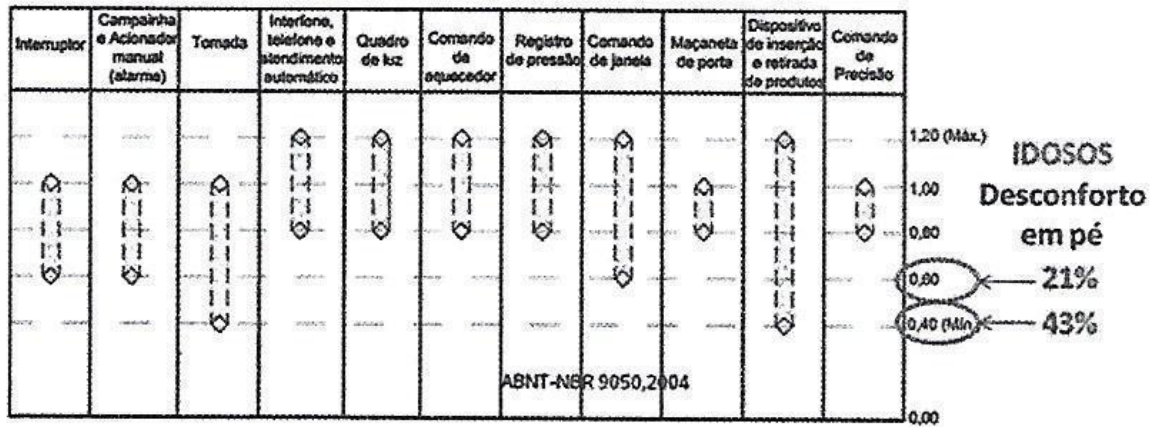 Interruptor
Campainha
e Acionador
manual
(alarme)
Tomada
Interfone,
telefone e
atendimento
automático
Quadro
de luz
Comando
de
aquecedor
Registro
de pressão
Comando
de janela
Maçaneta
de porta
Dispositivo
de inserção
e retirada
de produtos
Comando
de
Precisão
1,20 (Máx.)
1,00
0,80
0,60
0,40 (Mín
0,00
IDOSOS
Desconforto
em pé
21%
43%
ABNT-NBR 9050,2004